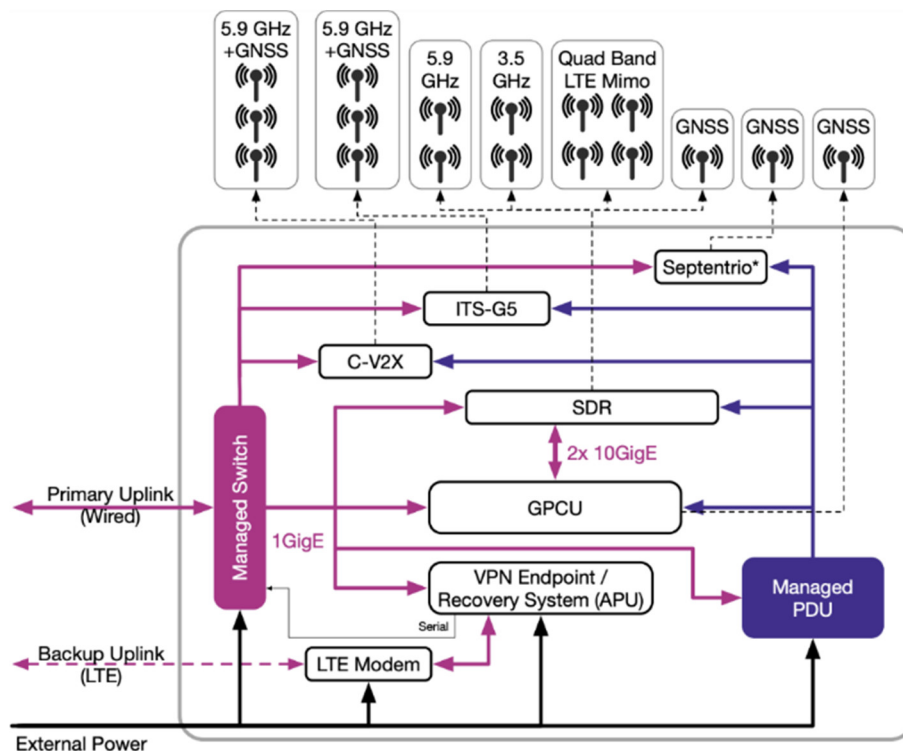 5.9 GHz
+GNSS
5.9 GHz
+GNSS
5.9
GHz
3.5
GHz
Quad Band
LTE Mimo
GNSS
GNSS
GNSS
Septentrio*
ITS-G5
C-V2X
SDR
2x 10GigE
Managed Switch
Primary Uplink
(Wired)
GPCU
1GigE
VPN Endpoint /
Recovery System (APU)
Managed
PDU
Serial
Backup Uplink
(LTE)
LTE Modem
External Power